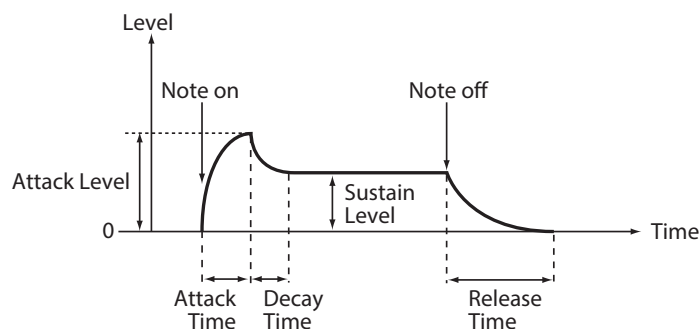 Level
Note on
Note off
Attack Level
Sustain
Level
0
Time
Attack
Time
Decay
Time
Release
Time